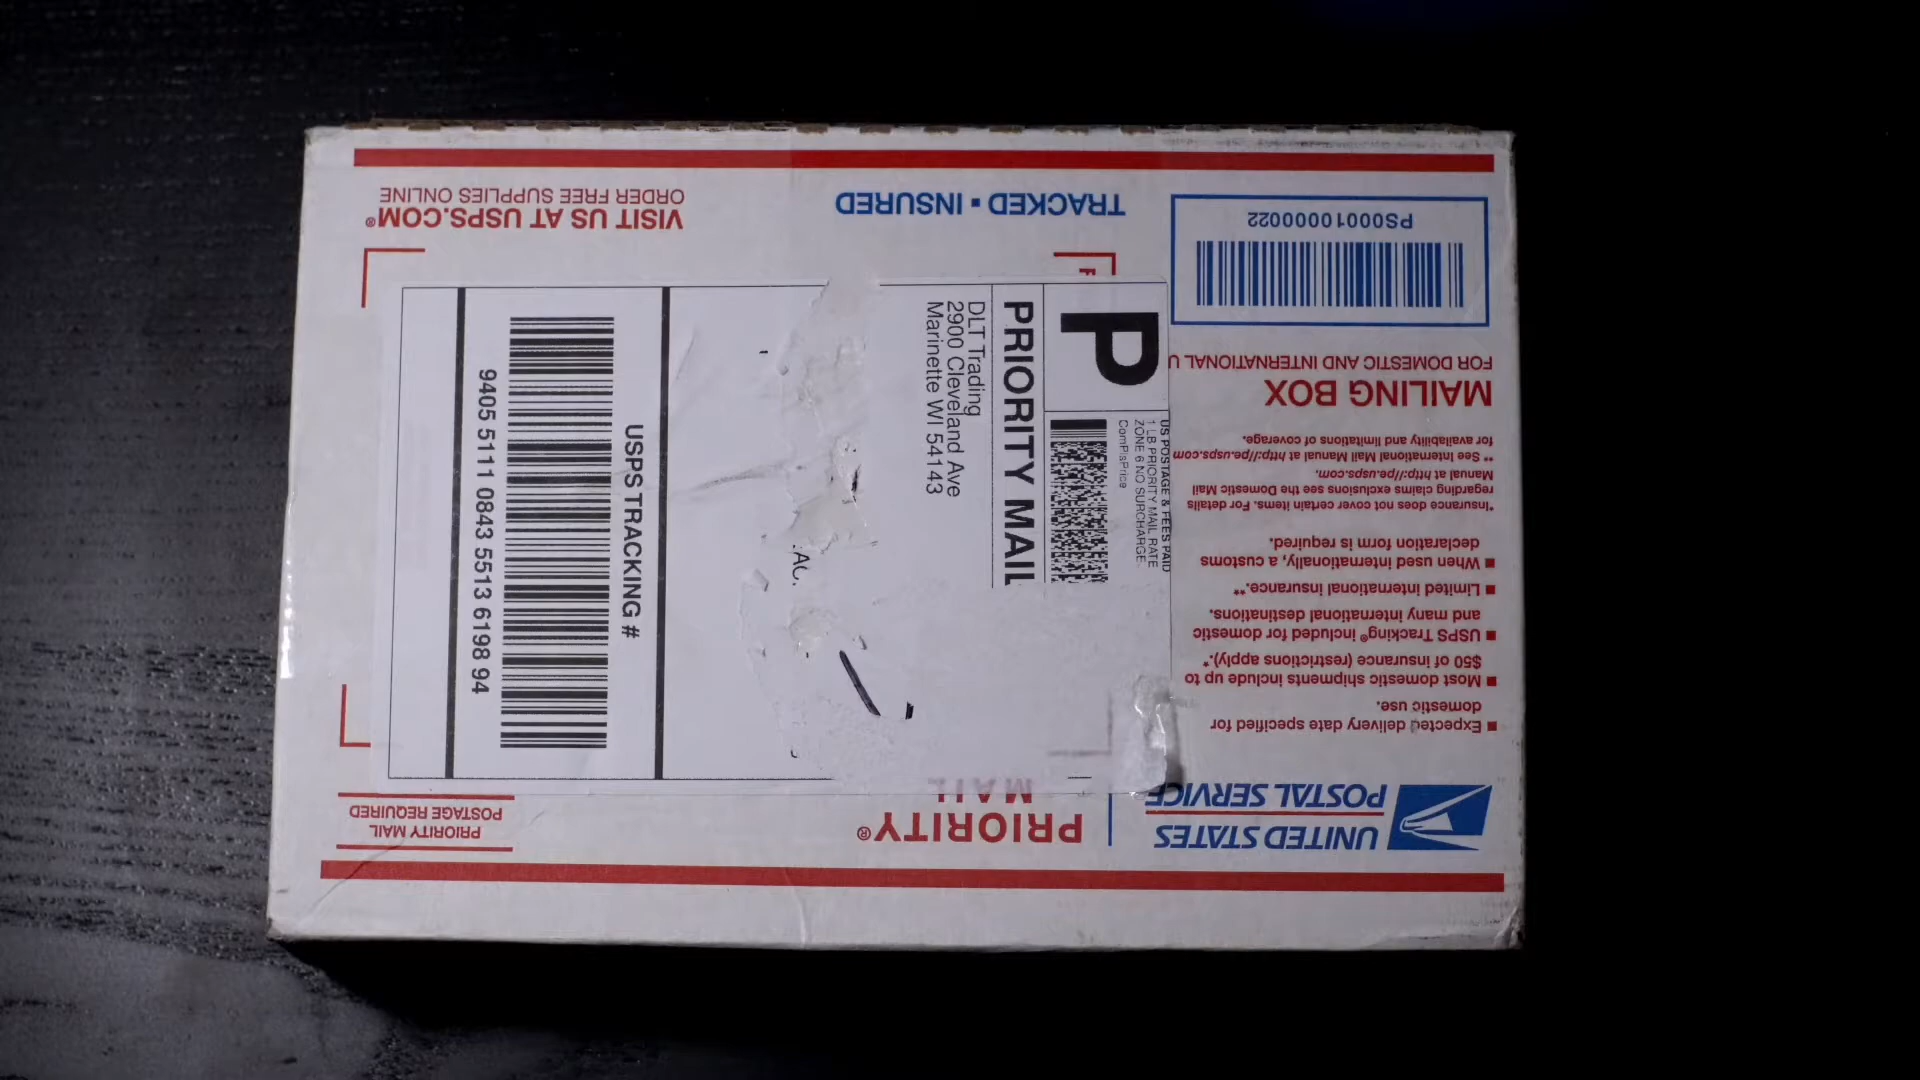 VISIT US AT USPS.COM®
ORDER FREE SUPPLIES ONLINE
TRACKED ▪ INSURED
PS00010000022
MAILING BOX
FOR DOMESTIC AND INTERNATIONAL U
UNITED STATES
POSTAL SERVICE
PRIORITY®
MAIL
PRIORITY MAIL
POSTAGE REQUIRED
■ Expected delivery date specified for
domestic use.
■ Most domestic shipments include up to
$50 of insurance (restrictions apply).*
■ USPS Tracking® included for domestic
and many international destinations.
■ Limited international insurance.**
■ When used internationally, a customs
declaration form is required.
*Insurance does not cover certain items. For details
regarding claims exclusions see the Domestic Mail
Manual at http://pe.usps.com.
** See International Mail Manual at http://pe.usps.com
for availability and limitations of coverage.
P
US POSTAGE & FEES PAID
1 LB PRIORITY MAIL RATE
ZONE 6 NO SURCHARGE
ComPlsPrice
PRIORITY MAIL
DLT Trading
2900 Cleveland Ave
Marinette WI 54143
USPS TRACKING #
9405 5111 0843 5513 6198 94